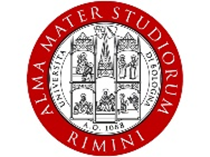 ALMA MATER STUDIORUM
UNIVERSITÀ DI BOLOGNA
A.D. 1088
RIMINI